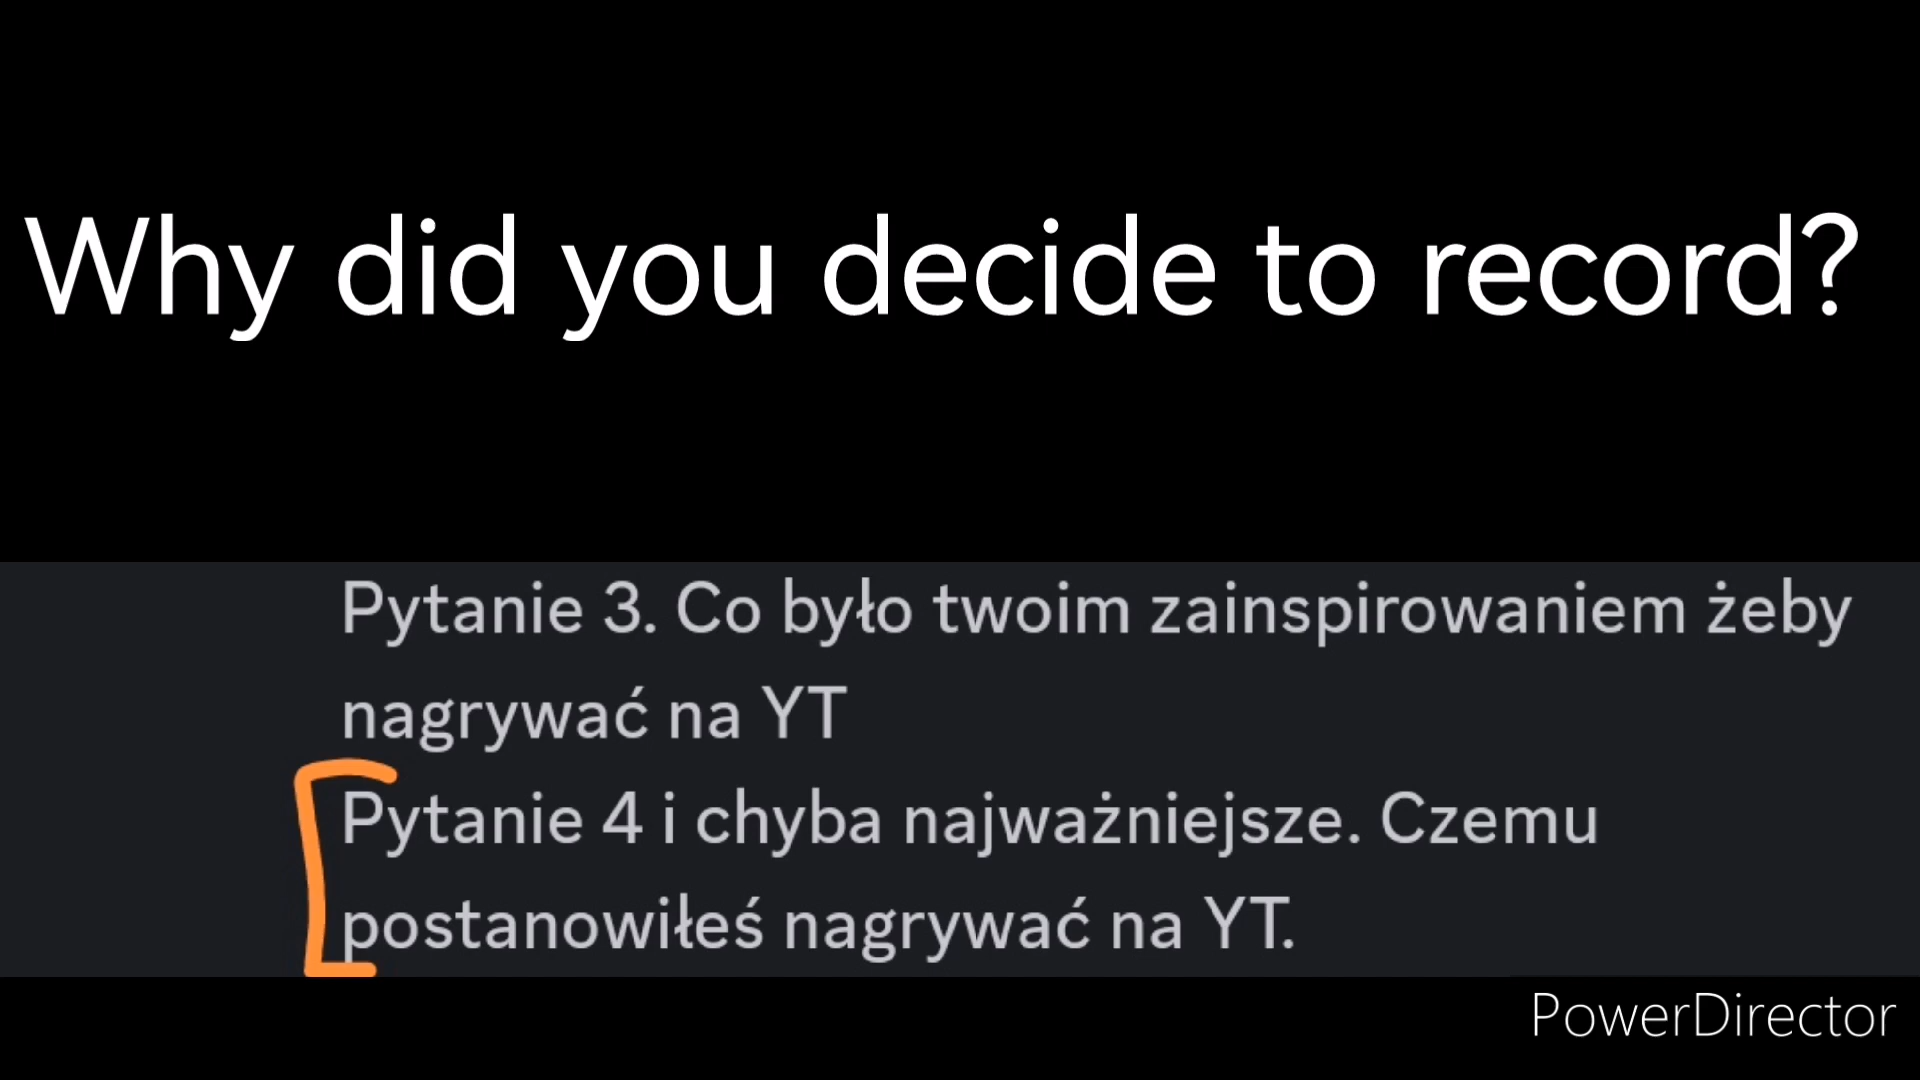 Why did you decide to record?
Pytanie 3. Co było twoim zainspirowaniem żeby
nagrywać na YT
Pytanie 4 i chyba najważniejsze. Czemu
postanowiłeś nagrywać na YT.
PowerDirector